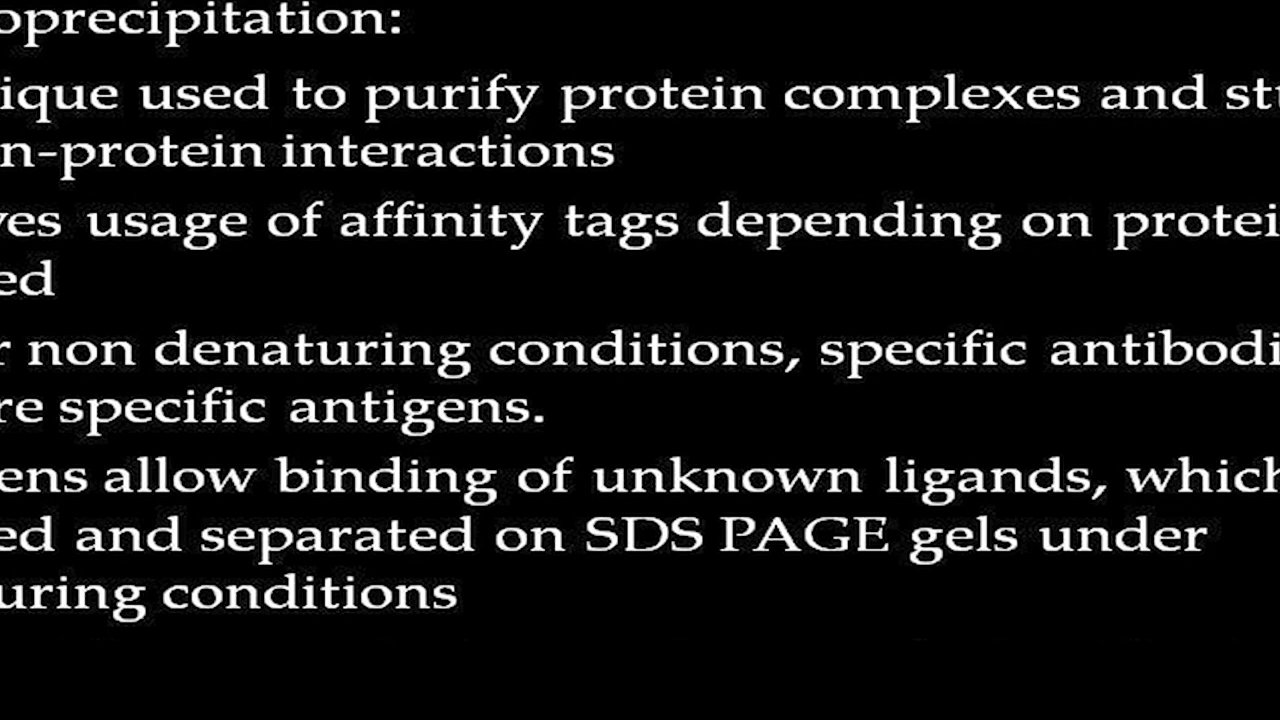 oprecipitation:
ique used to purify protein complexes and stu
n-protein interactions
ves usage of affinity tags depending on protei
ed
r non denaturing conditions, specific antibodi
re specific antigens.
ens allow binding of unknown ligands, which
ed and separated on SDS PAGE gels under
uring conditions